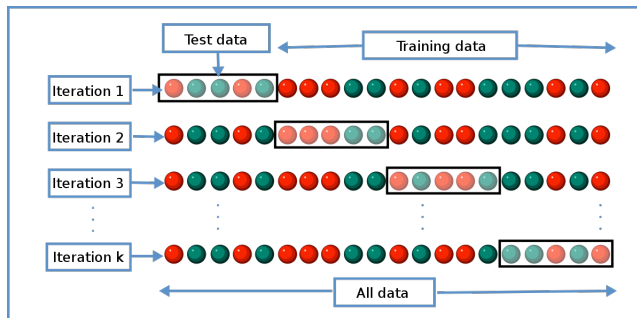 Test data
Training data
Iteration 1
Iteration 2
Iteration 3
Iteration k
All data